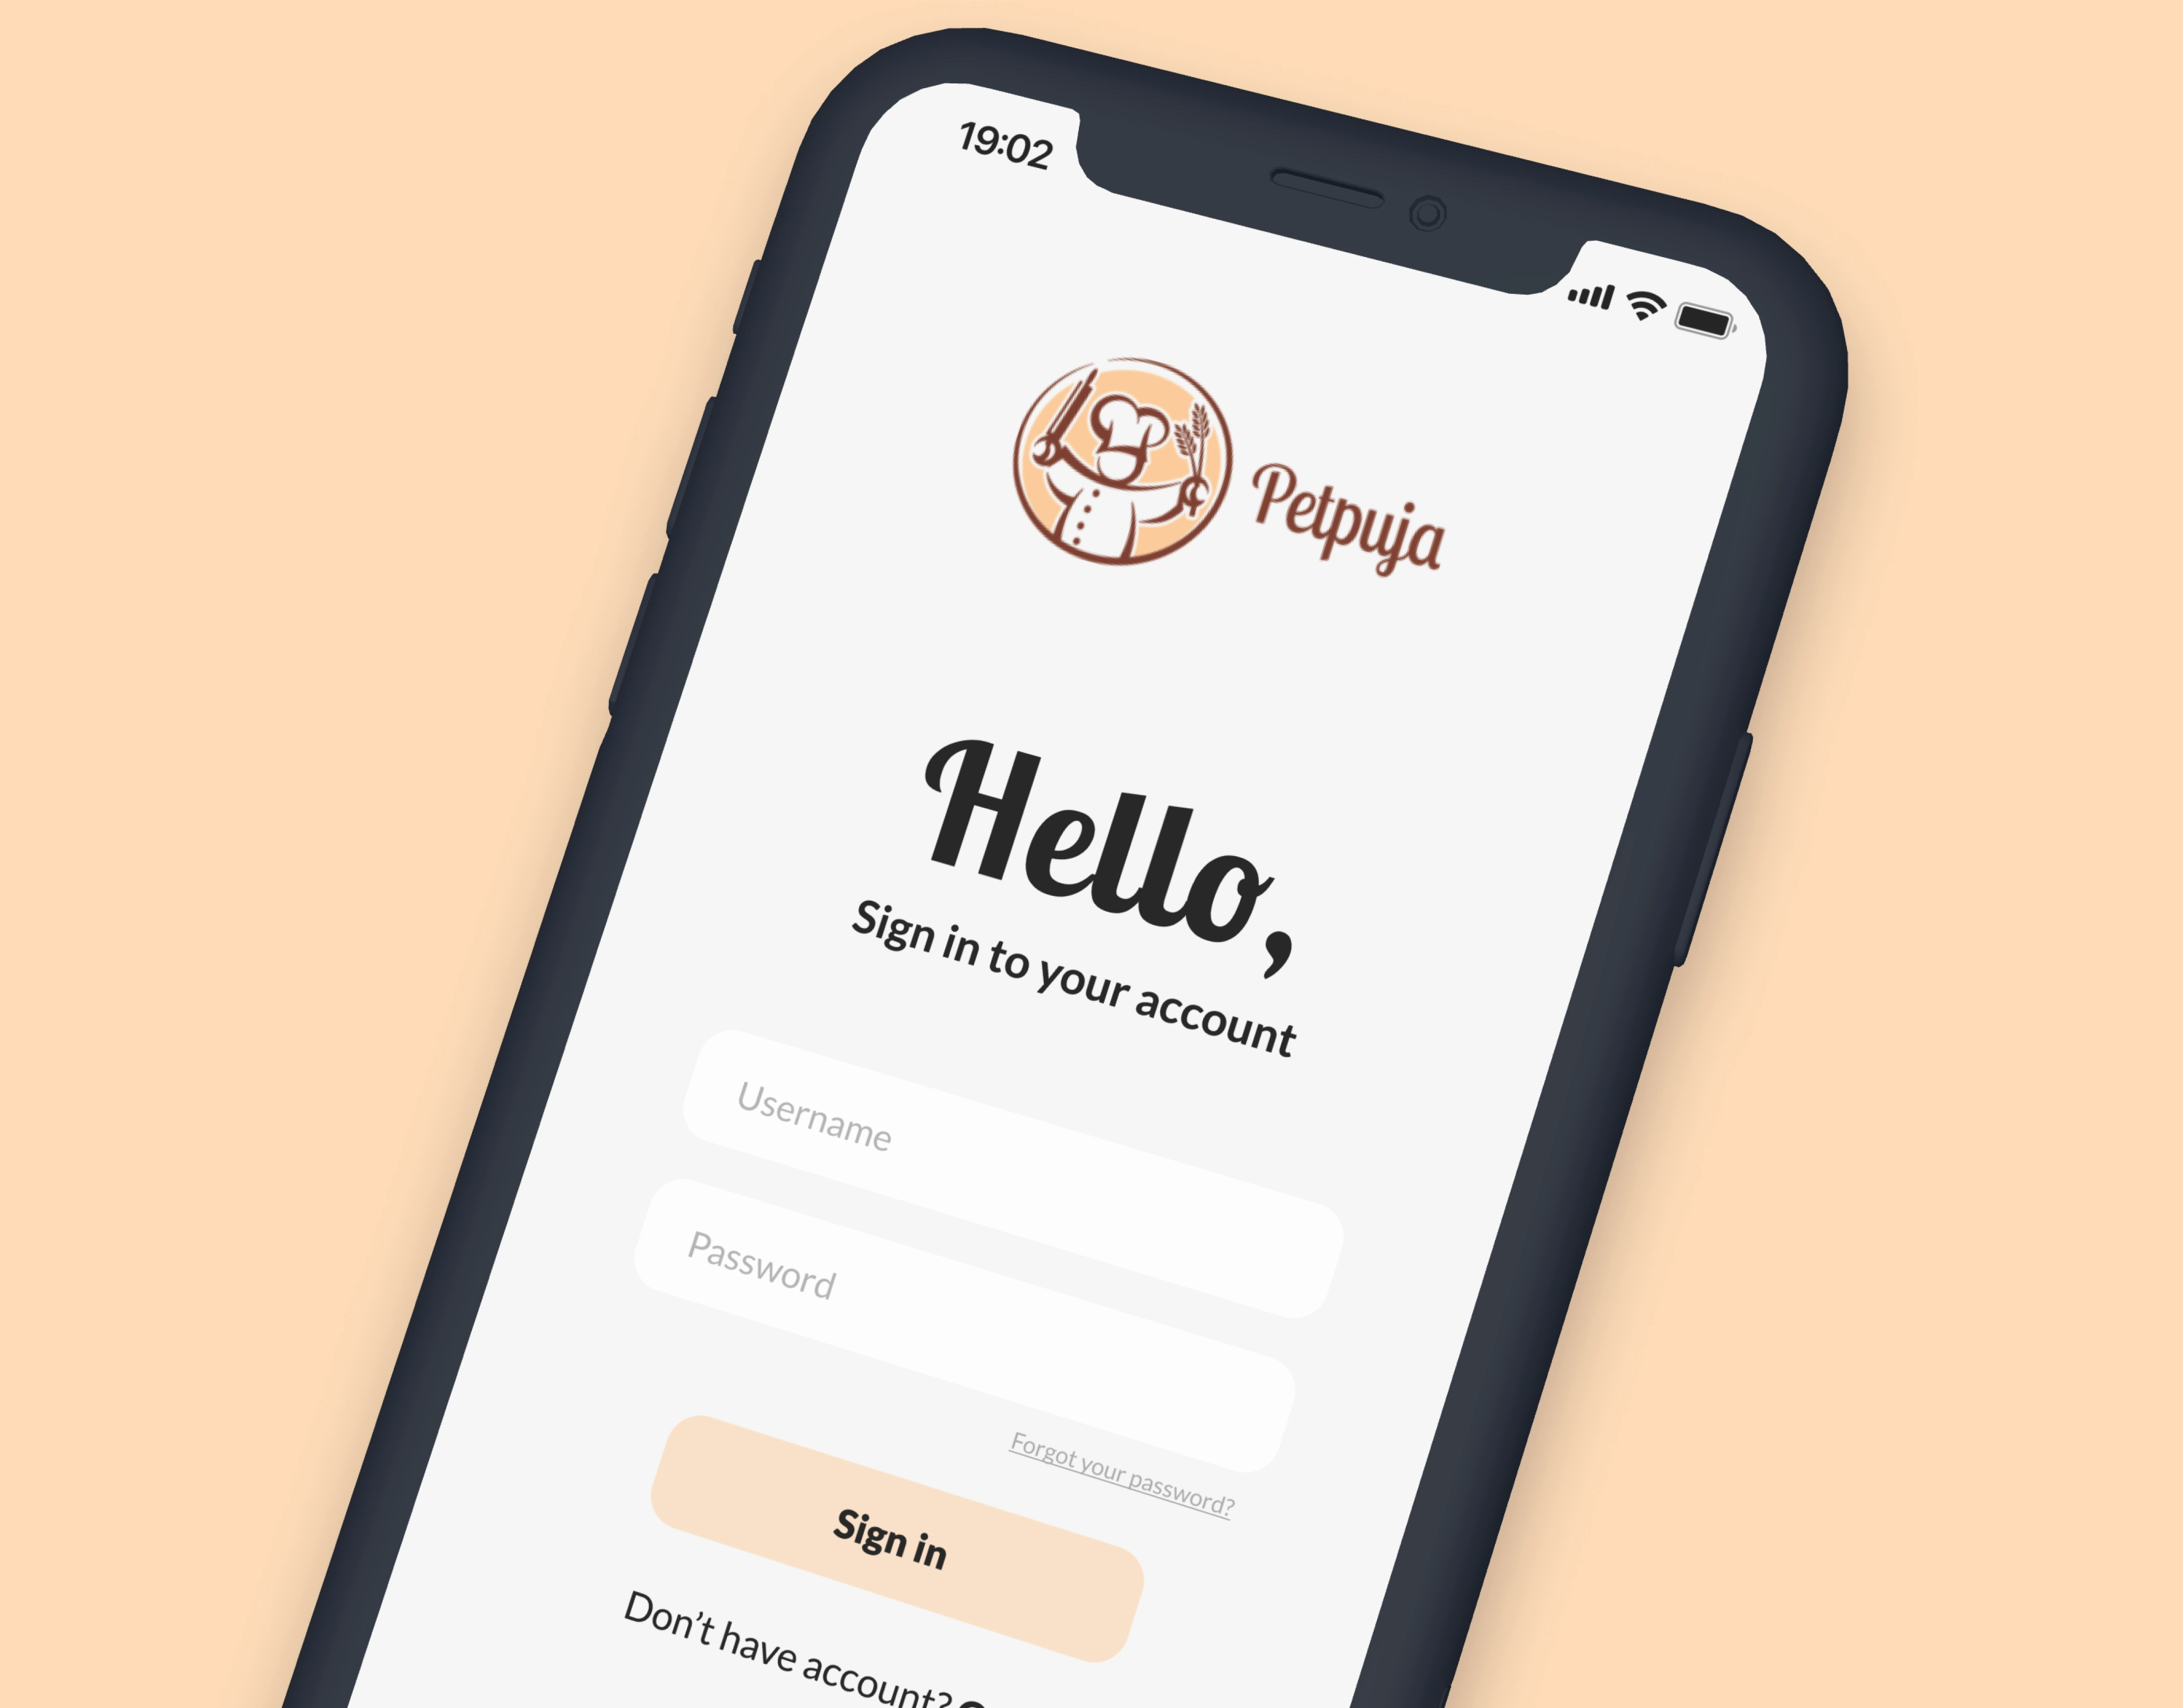 19:02
Petpuja
Hello,
Sign in to your account
Username
Password
Forgot your password?
Sign in
Don’t have account?